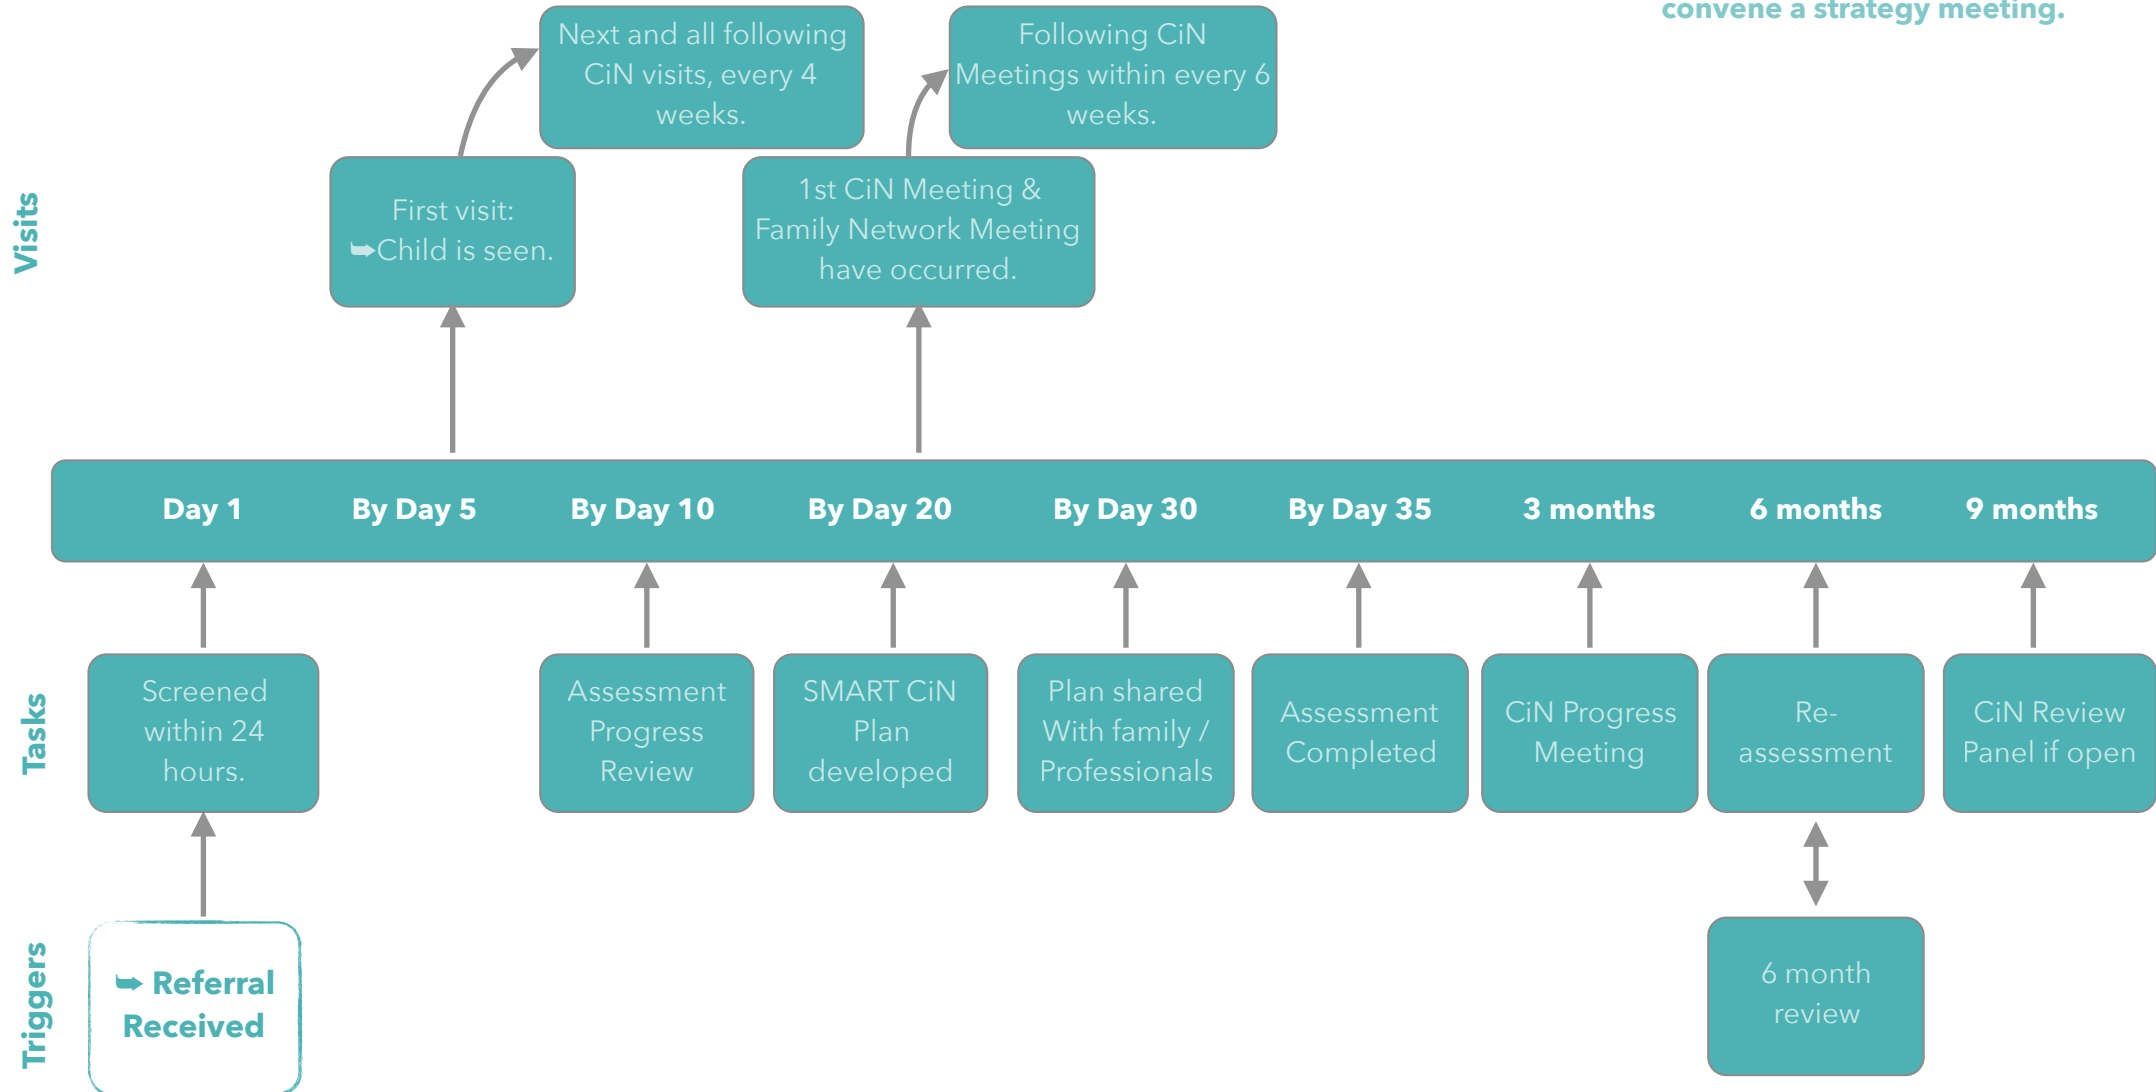 convene a strategy meeting.
Next and all following
CiN visits, every 4
weeks.
Following CiN
Meetings within every 6
weeks.
Visits
First visit:
➥Child is seen.
1st CiN Meeting &
Family Network Meeting
have occurred.
Day 1
By Day 5
By Day 10
By Day 20
By Day 30
By Day 35
3 months
6 months
9 months
Tasks
Screened
within 24
hours.
Assessment
Progress
Review
SMART CiN
Plan
developed
Plan shared
With family /
Professionals
Assessment
Completed
CiN Progress
Meeting
Re-
assessment
CiN Review
Panel if open
Triggers
➥ Referral
Received
6 month
review